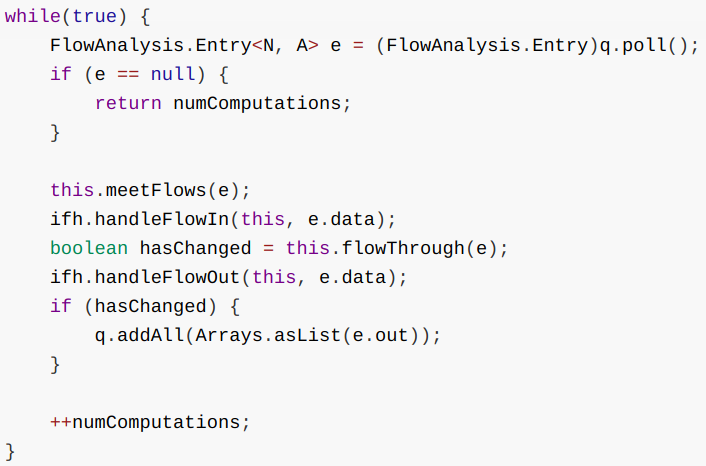 while(true) {
    FlowAnalysis.Entry<N, A> e = (FlowAnalysis.Entry)q.poll();
    if (e == null) {
        return numComputations;
    }

    this.meetFlows(e);
    ifh.handleFlowIn(this, e.data);
    boolean hasChanged = this.flowThrough(e);
    ifh.handleFlowOut(this, e.data);
    if (hasChanged) {
        q.addAll(Arrays.asList(e.out));
    }

    ++numComputations;
}